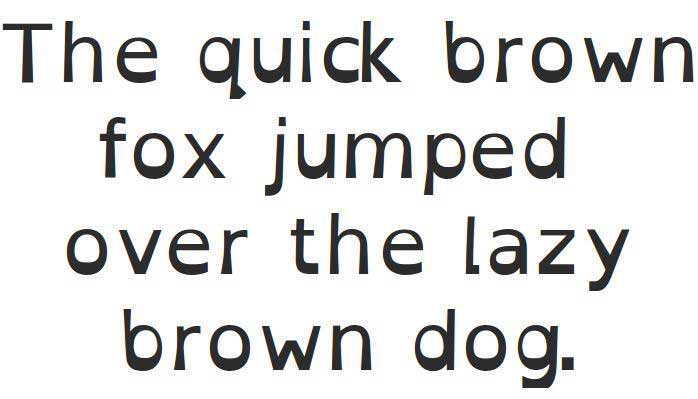 The quick brown
fox jumped
over the lazy
brown dog.